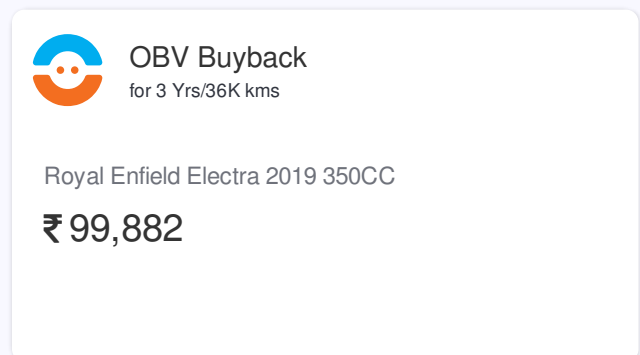 OBV Buyback
for 3 Yrs/36K kms
Royal Enfield Electra 2019 350CC
₹ 99,882